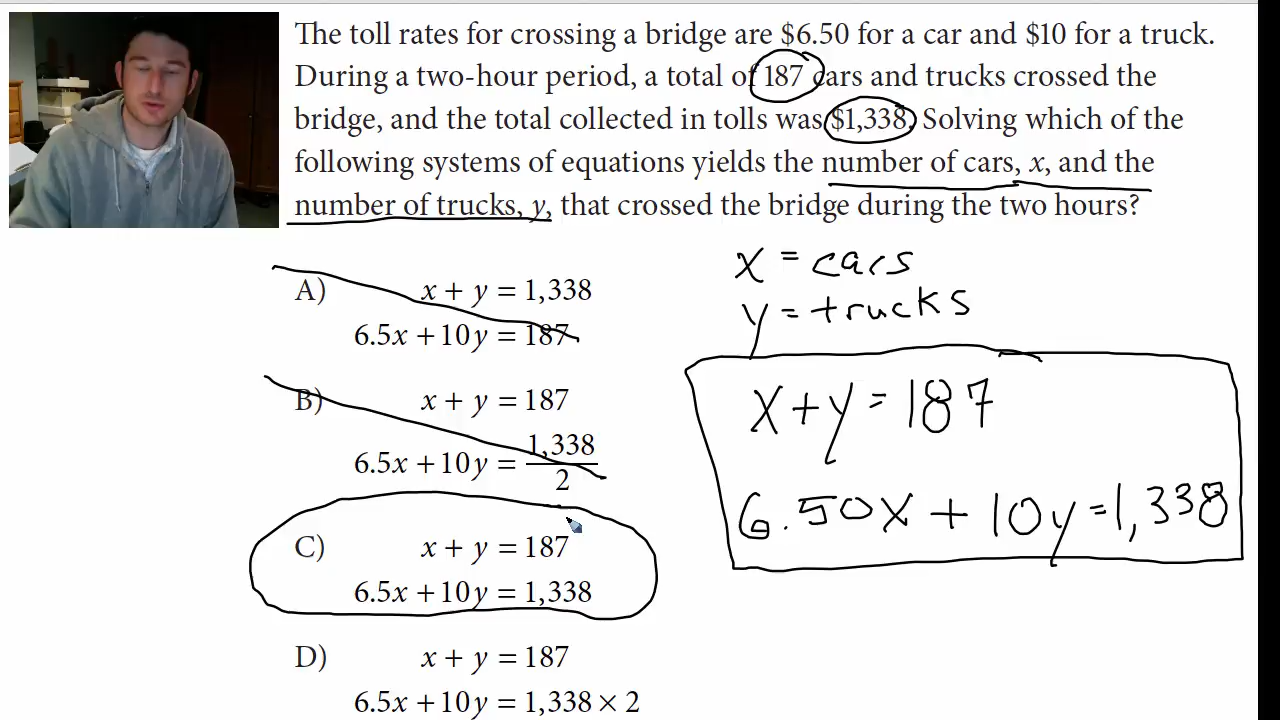 The toll rates for crossing a bridge are $6.50 for a car and $10 for a truck.
During a two-hour period, a total of 187 cars and trucks crossed the
bridge, and the total collected in tolls was $1,338. Solving which of the
following systems of equations yields the number of cars, x, and the
number of trucks, y, that crossed the bridge during the two hours?
A) x + y = 1,338
6.5x + 10y = 187
B) x + y = 187
6.5x + 10y = 1,338/2
C) x + y = 187
6.5x + 10y = 1,338
D) x + y = 187
6.5x + 10y = 1,338 × 2
x = cars
y = trucks
x + y = 187
6.50x + 10y = 1,338